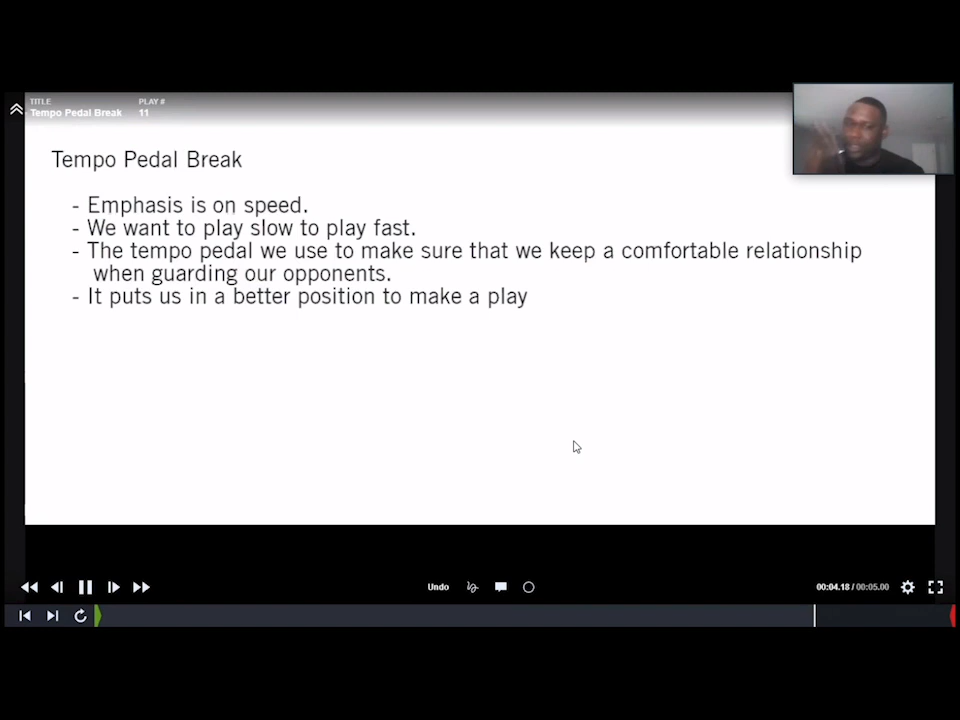 TITLE PLAY #
Tempo Pedal Break 11
Tempo Pedal Break
- Emphasis is on speed.
- We want to play slow to play fast.
- The tempo pedal we use to make sure that we keep a comfortable relationship
when guarding our opponents.
- It puts us in a better position to make a play
Undo
00:04.18 / 00:05.00